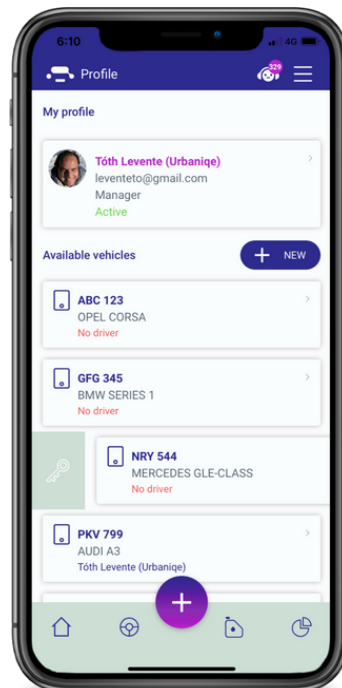 6:10
4G
Profile
329
My profile
Tóth Levente (Urbaniqe)
leventeto@gmail.com
Manager
Active
Available vehicles
+ NEW
ABC 123
OPEL CORSA
No driver
GFG 345
BMW SERIES 1
No driver
NRY 544
MERCEDES GLE-CLASS
No driver
PKV 799
AUDI A3
Tóth Levente (Urbaniqe)